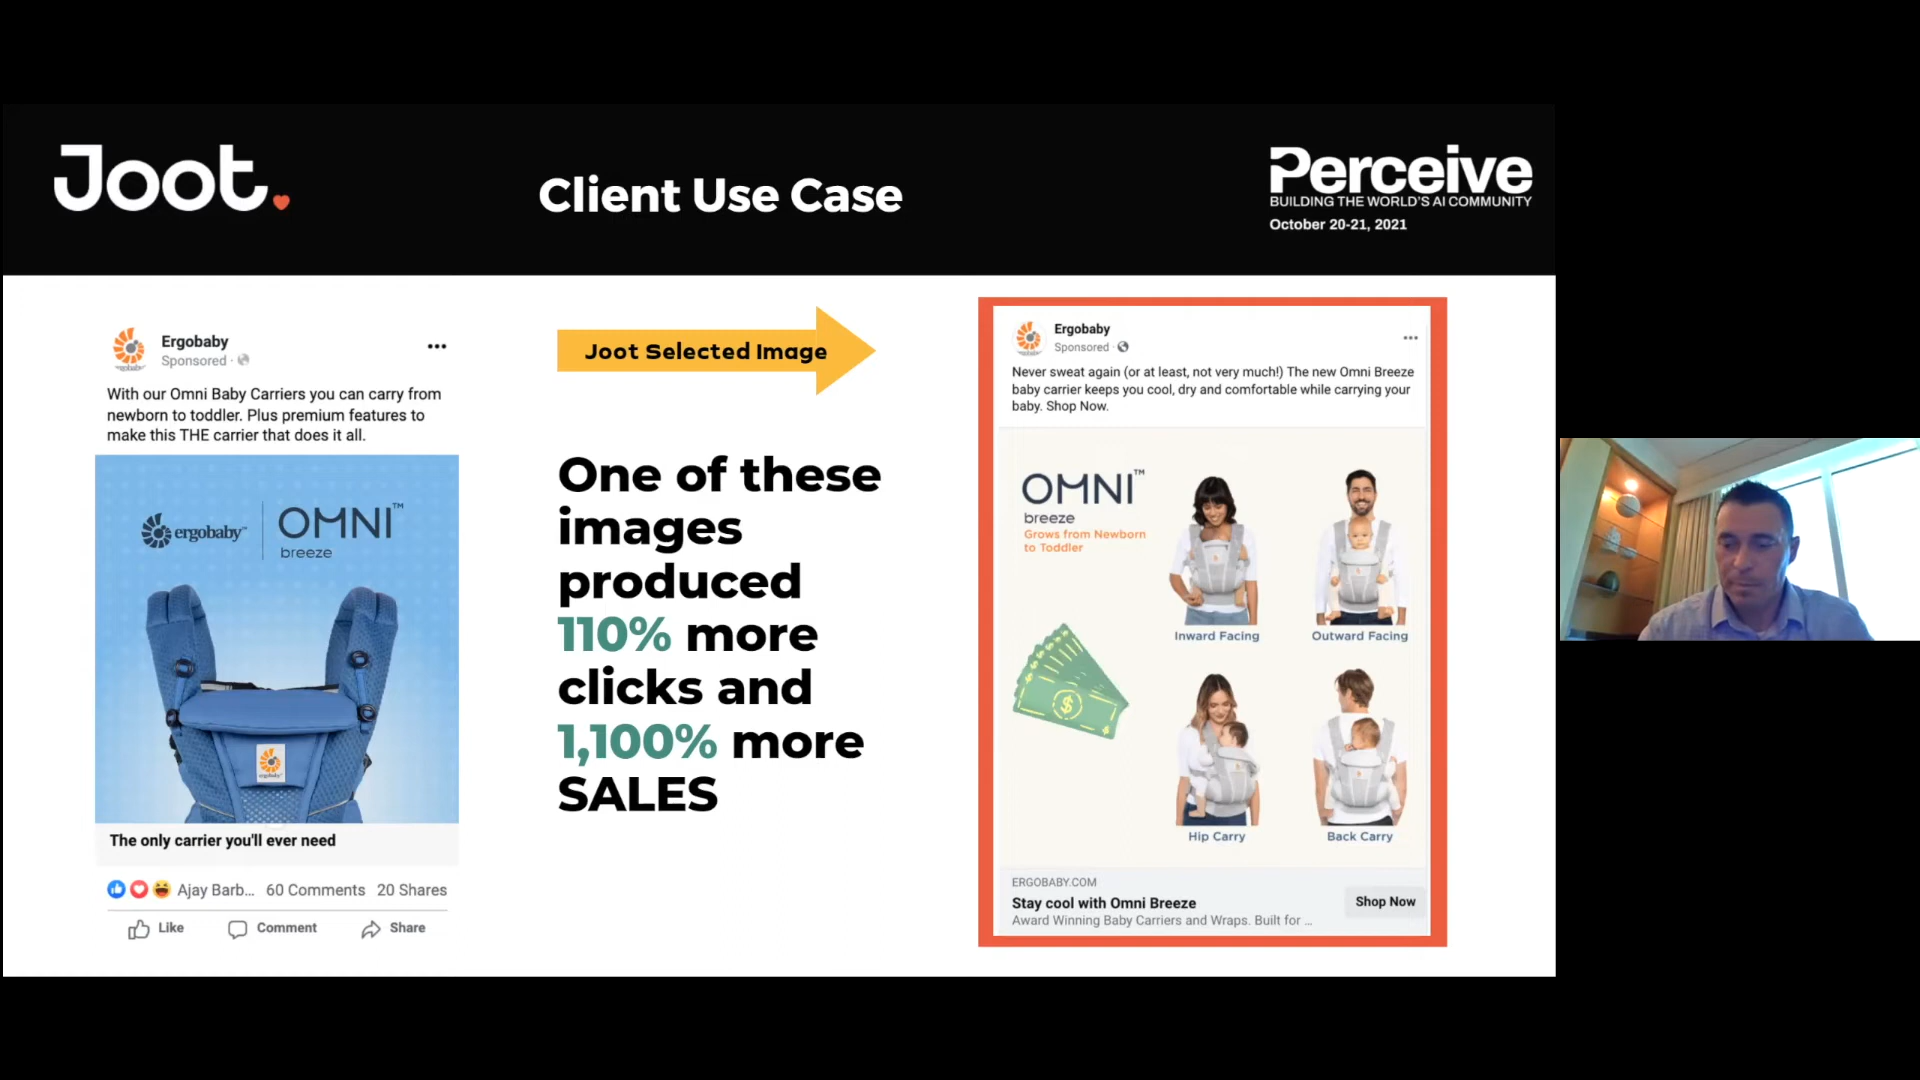 Joot.
Client Use Case
Perceive
BUILDING THE WORLD'S AI COMMUNITY
October 20-21, 2021
Ergobaby
Sponsored ·
With our Omni Baby Carriers you can carry from
newborn to toddler. Plus premium features to
make this THE carrier that does it all.
ergobaby™
OMNI™
breeze
ergobaby
The only carrier you'll ever need
Ajay Barb... 60 Comments 20 Shares
Like Comment Share
Joot Selected Image
One of these
images
produced
110% more
clicks and
1,100% more
SALES
Ergobaby
Sponsored ·
Never sweat again (or at least, not very much!) The new Omni Breeze
baby carrier keeps you cool, dry and comfortable while carrying your
baby. Shop Now.
OMNI™
breeze
Grows from Newborn
to Toddler
Inward Facing
Outward Facing
$
Hip Carry
Back Carry
ERGOBABY.COM
Stay cool with Omni Breeze
Award Winning Baby Carriers and Wraps. Built for ...
Shop Now